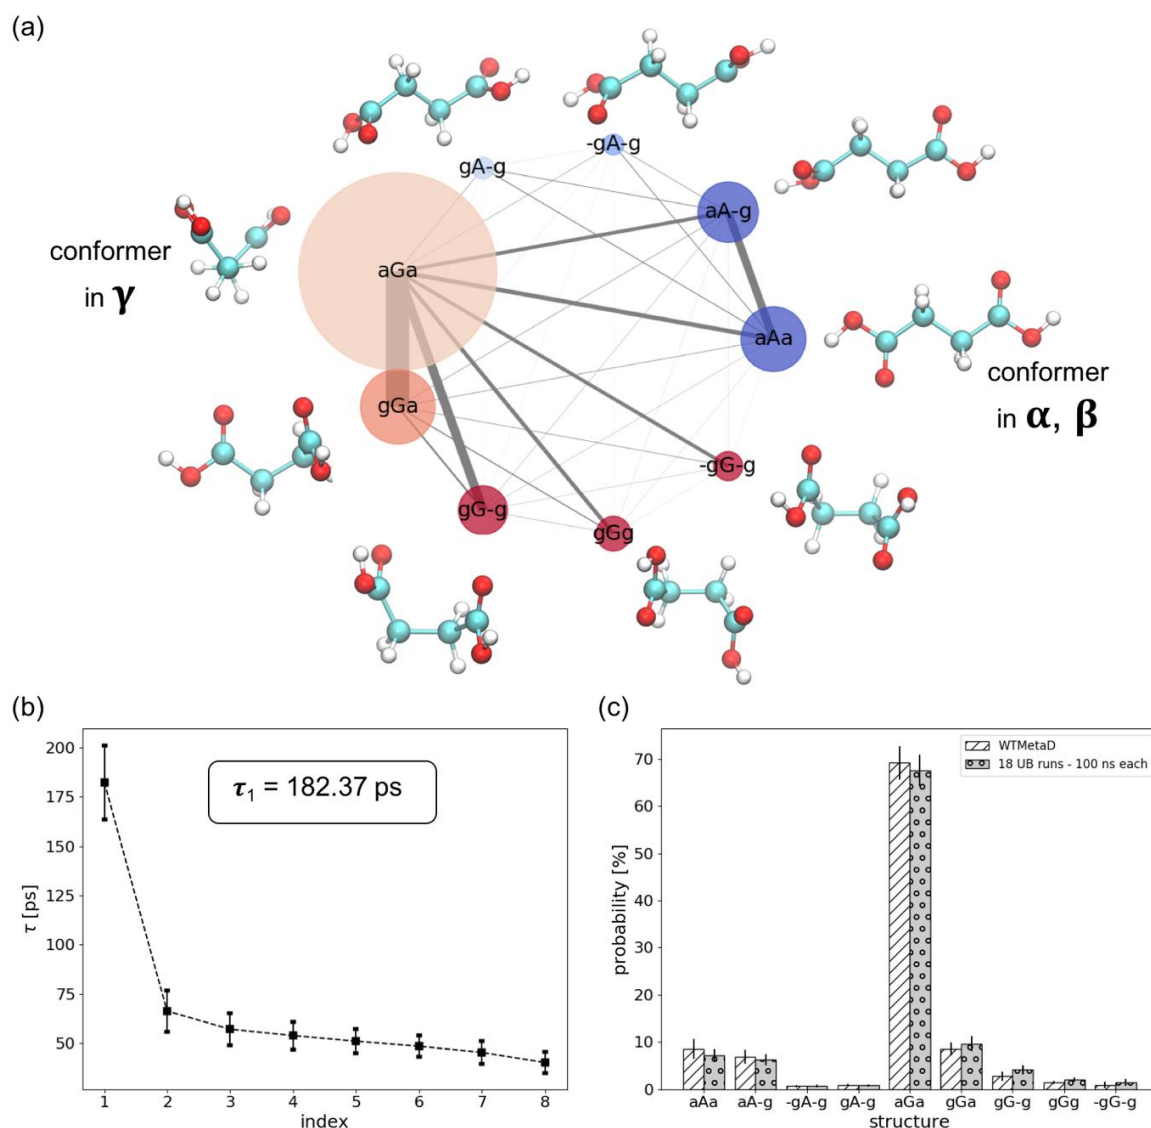 (a)
-gA-g
gA-g
aA-g
conformer
in γ
aGa
aAa
conformer
in α, β
gGa
-gG-g
gG-g
gGg
(b)
200
175
150
125
100
75
50
τ [ps]
τ1 = 182.37 ps
1 2 3 4 5 6 7 8
index
(c)
70
60
50
40
30
20
10
0
probability [%]
WTMetaD
18 UB runs - 100 ns each
aAa aA-g -gA-g gA-g aGa gGa gG-g gGg -gG-g
structure